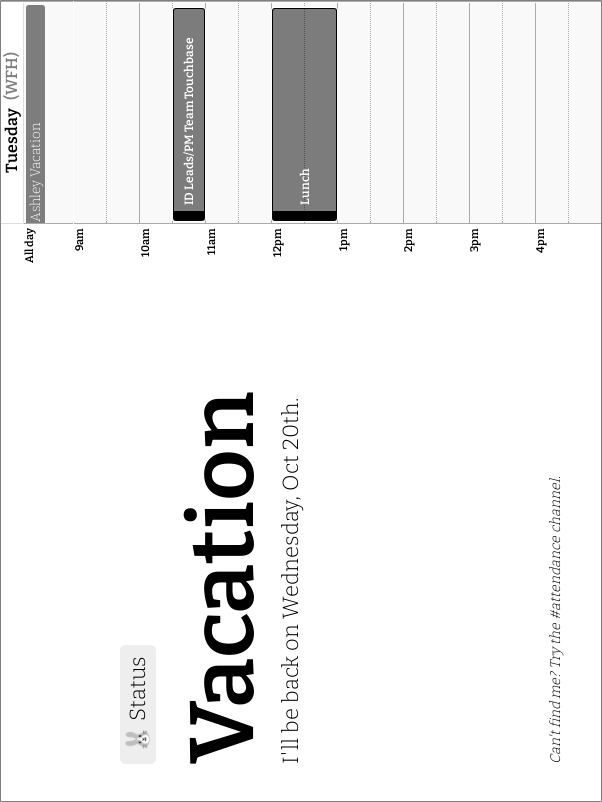 Status
Vacation
I'll be back on Wednesday, Oct 20th.
Can't find me? Try the #attendance channel.
Tuesday (WFH)
All day
Ashley Vacation
9am
10am
ID Leads/PM Team Touchbase
11am
12pm
Lunch
1pm
2pm
3pm
4pm